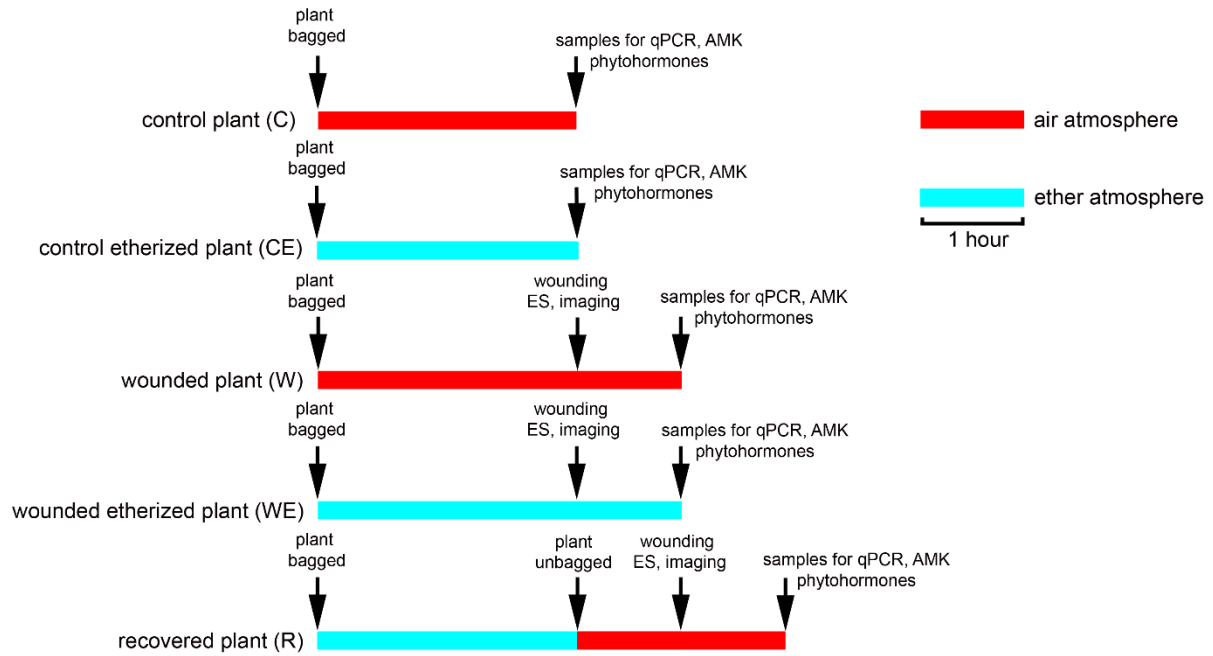 plant
bagged
samples for qPCR, AMK
phytohormones
control plant (C)
air atmosphere
plant
bagged
samples for qPCR, AMK
phytohormones
ether atmosphere
1 hour
control etherized plant (CE)
plant
bagged
wounding
ES, imaging
samples for qPCR, AMK
phytohormones
wounded plant (W)
plant
bagged
wounding
ES, imaging
samples for qPCR, AMK
phytohormones
wounded etherized plant (WE)
plant
bagged
plant
unbagged
wounding
ES, imaging
samples for qPCR, AMK
phytohormones
recovered plant (R)